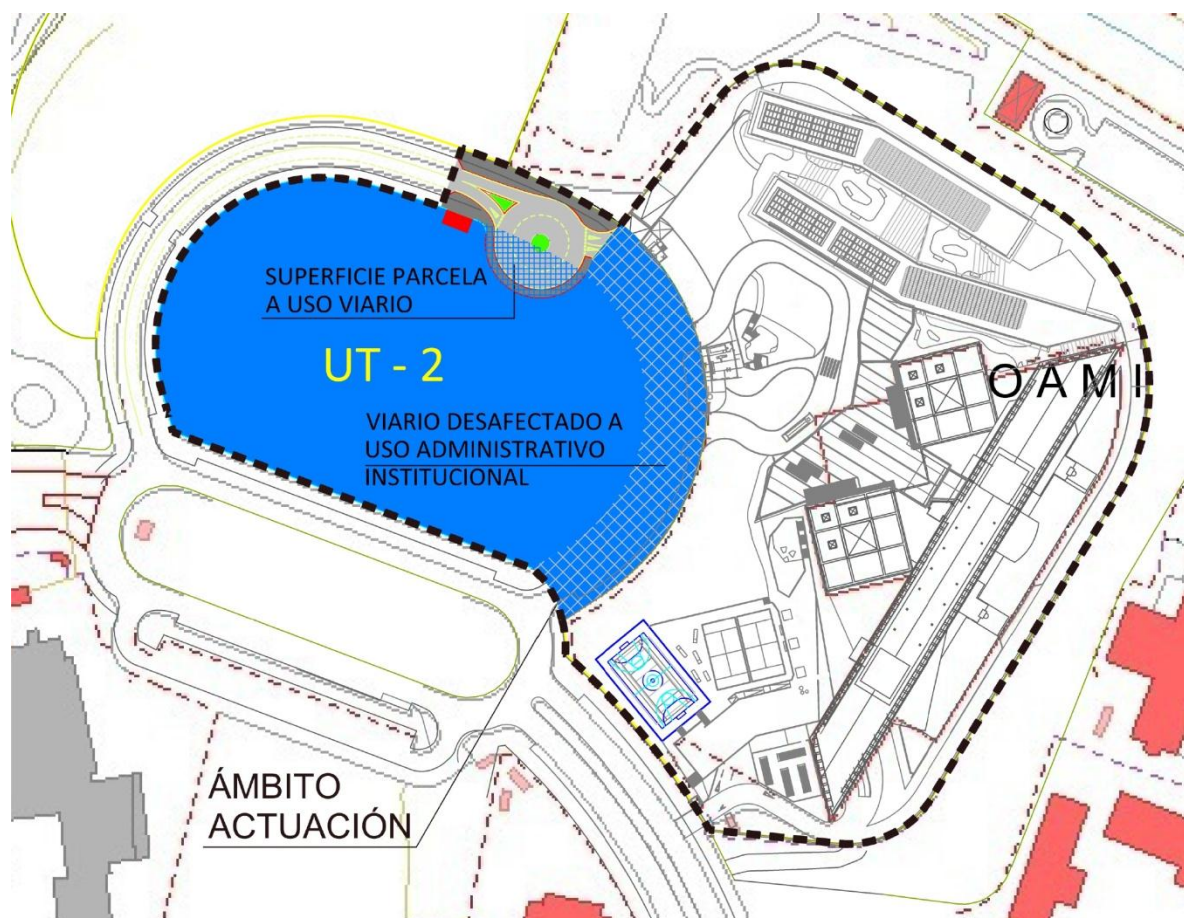 SUPERFICIE PARCELA
A USO VIARIO
UT - 2
OAMI
VIARIO DESAFECTADO A
USO ADMINISTRATIVO
INSTITUCIONAL
ÁMBITO
ACTUACIÓN